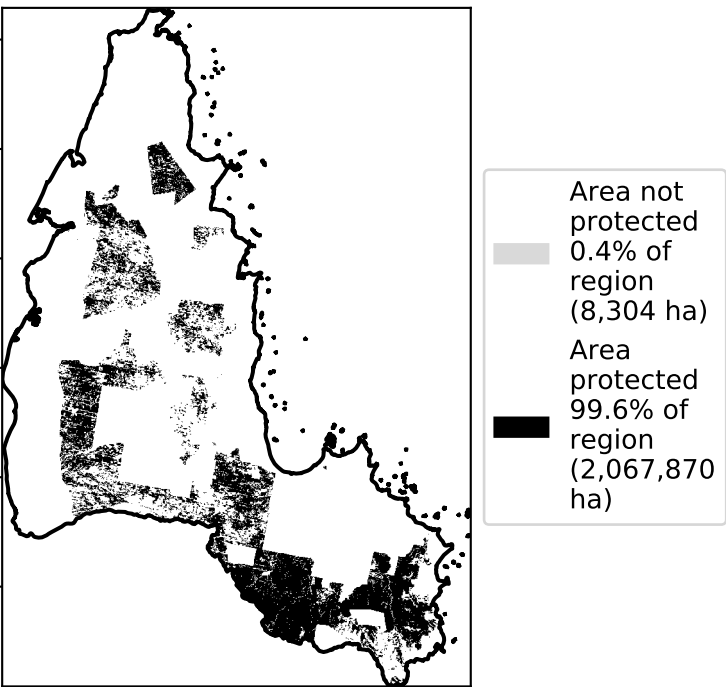 Area not
protected
0.4% of
region
(8,304 ha)
Area
protected
99.6% of
region
(2,067,870
ha)